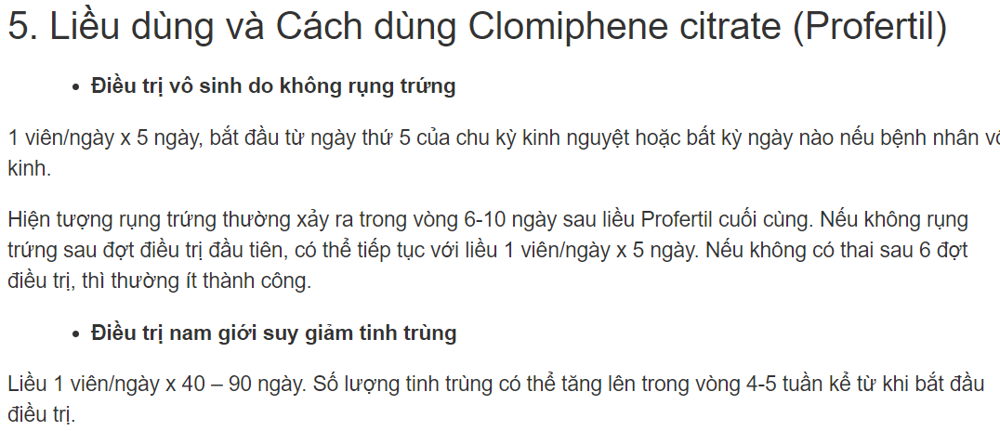 5. Liều dùng và Cách dùng Clomiphene citrate (Profertil)
• Điều trị vô sinh do không rụng trứng
1 viên/ngày x 5 ngày, bắt đầu từ ngày thứ 5 của chu kỳ kinh nguyệt hoặc bất kỳ ngày nào nếu bệnh nhân
kinh.
Hiện tượng rụng trứng thường xảy ra trong vòng 6-10 ngày sau liều Profertil cuối cùng. Nếu không rụng
trứng sau đợt điều trị đầu tiên, có thể tiếp tục với liều 1 viên/ngày x 5 ngày. Nếu không có thai sau 6 đợt
điều trị, thì thường ít thành công.
• Điều trị nam giới suy giảm tinh trùng
Liều 1 viên/ngày x 40 – 90 ngày. Số lượng tinh trùng có thể tăng lên trong vòng 4-5 tuần kể từ khi bắt đầu
điều trị.